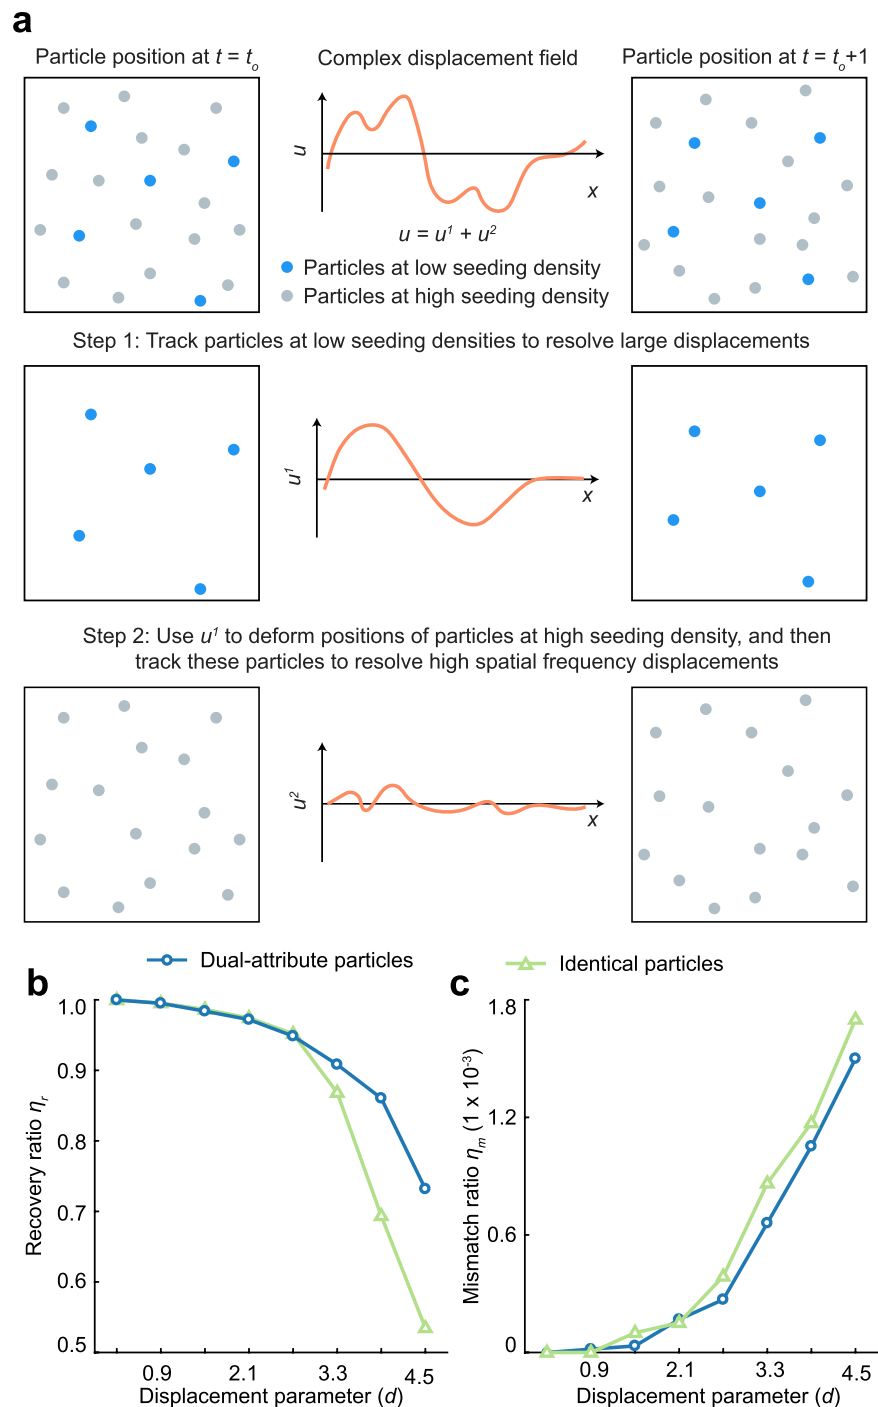 a
Particle position at t = tₒ
Complex displacement field
Particle position at t = tₒ+1
u
x
u = u¹ + u²
Particles at low seeding density
Particles at high seeding density
Step 1: Track particles at low seeding densities to resolve large displacements
u¹
x
Step 2: Use u¹ to deform positions of particles at high seeding density, and then
track these particles to resolve high spatial frequency displacements
u²
x
Dual-attribute particles
Identical particles
b
Recovery ratio ηᵣ
1.0
0.9
0.8
0.7
0.6
0.5
0.9
2.1
3.3
4.5
Displacement parameter (d)
c
Mismatch ratio ηₘ (1 x 10⁻³)
1.8
1.2
0.6
0
0.9
2.1
3.3
4.5
Displacement parameter (d)